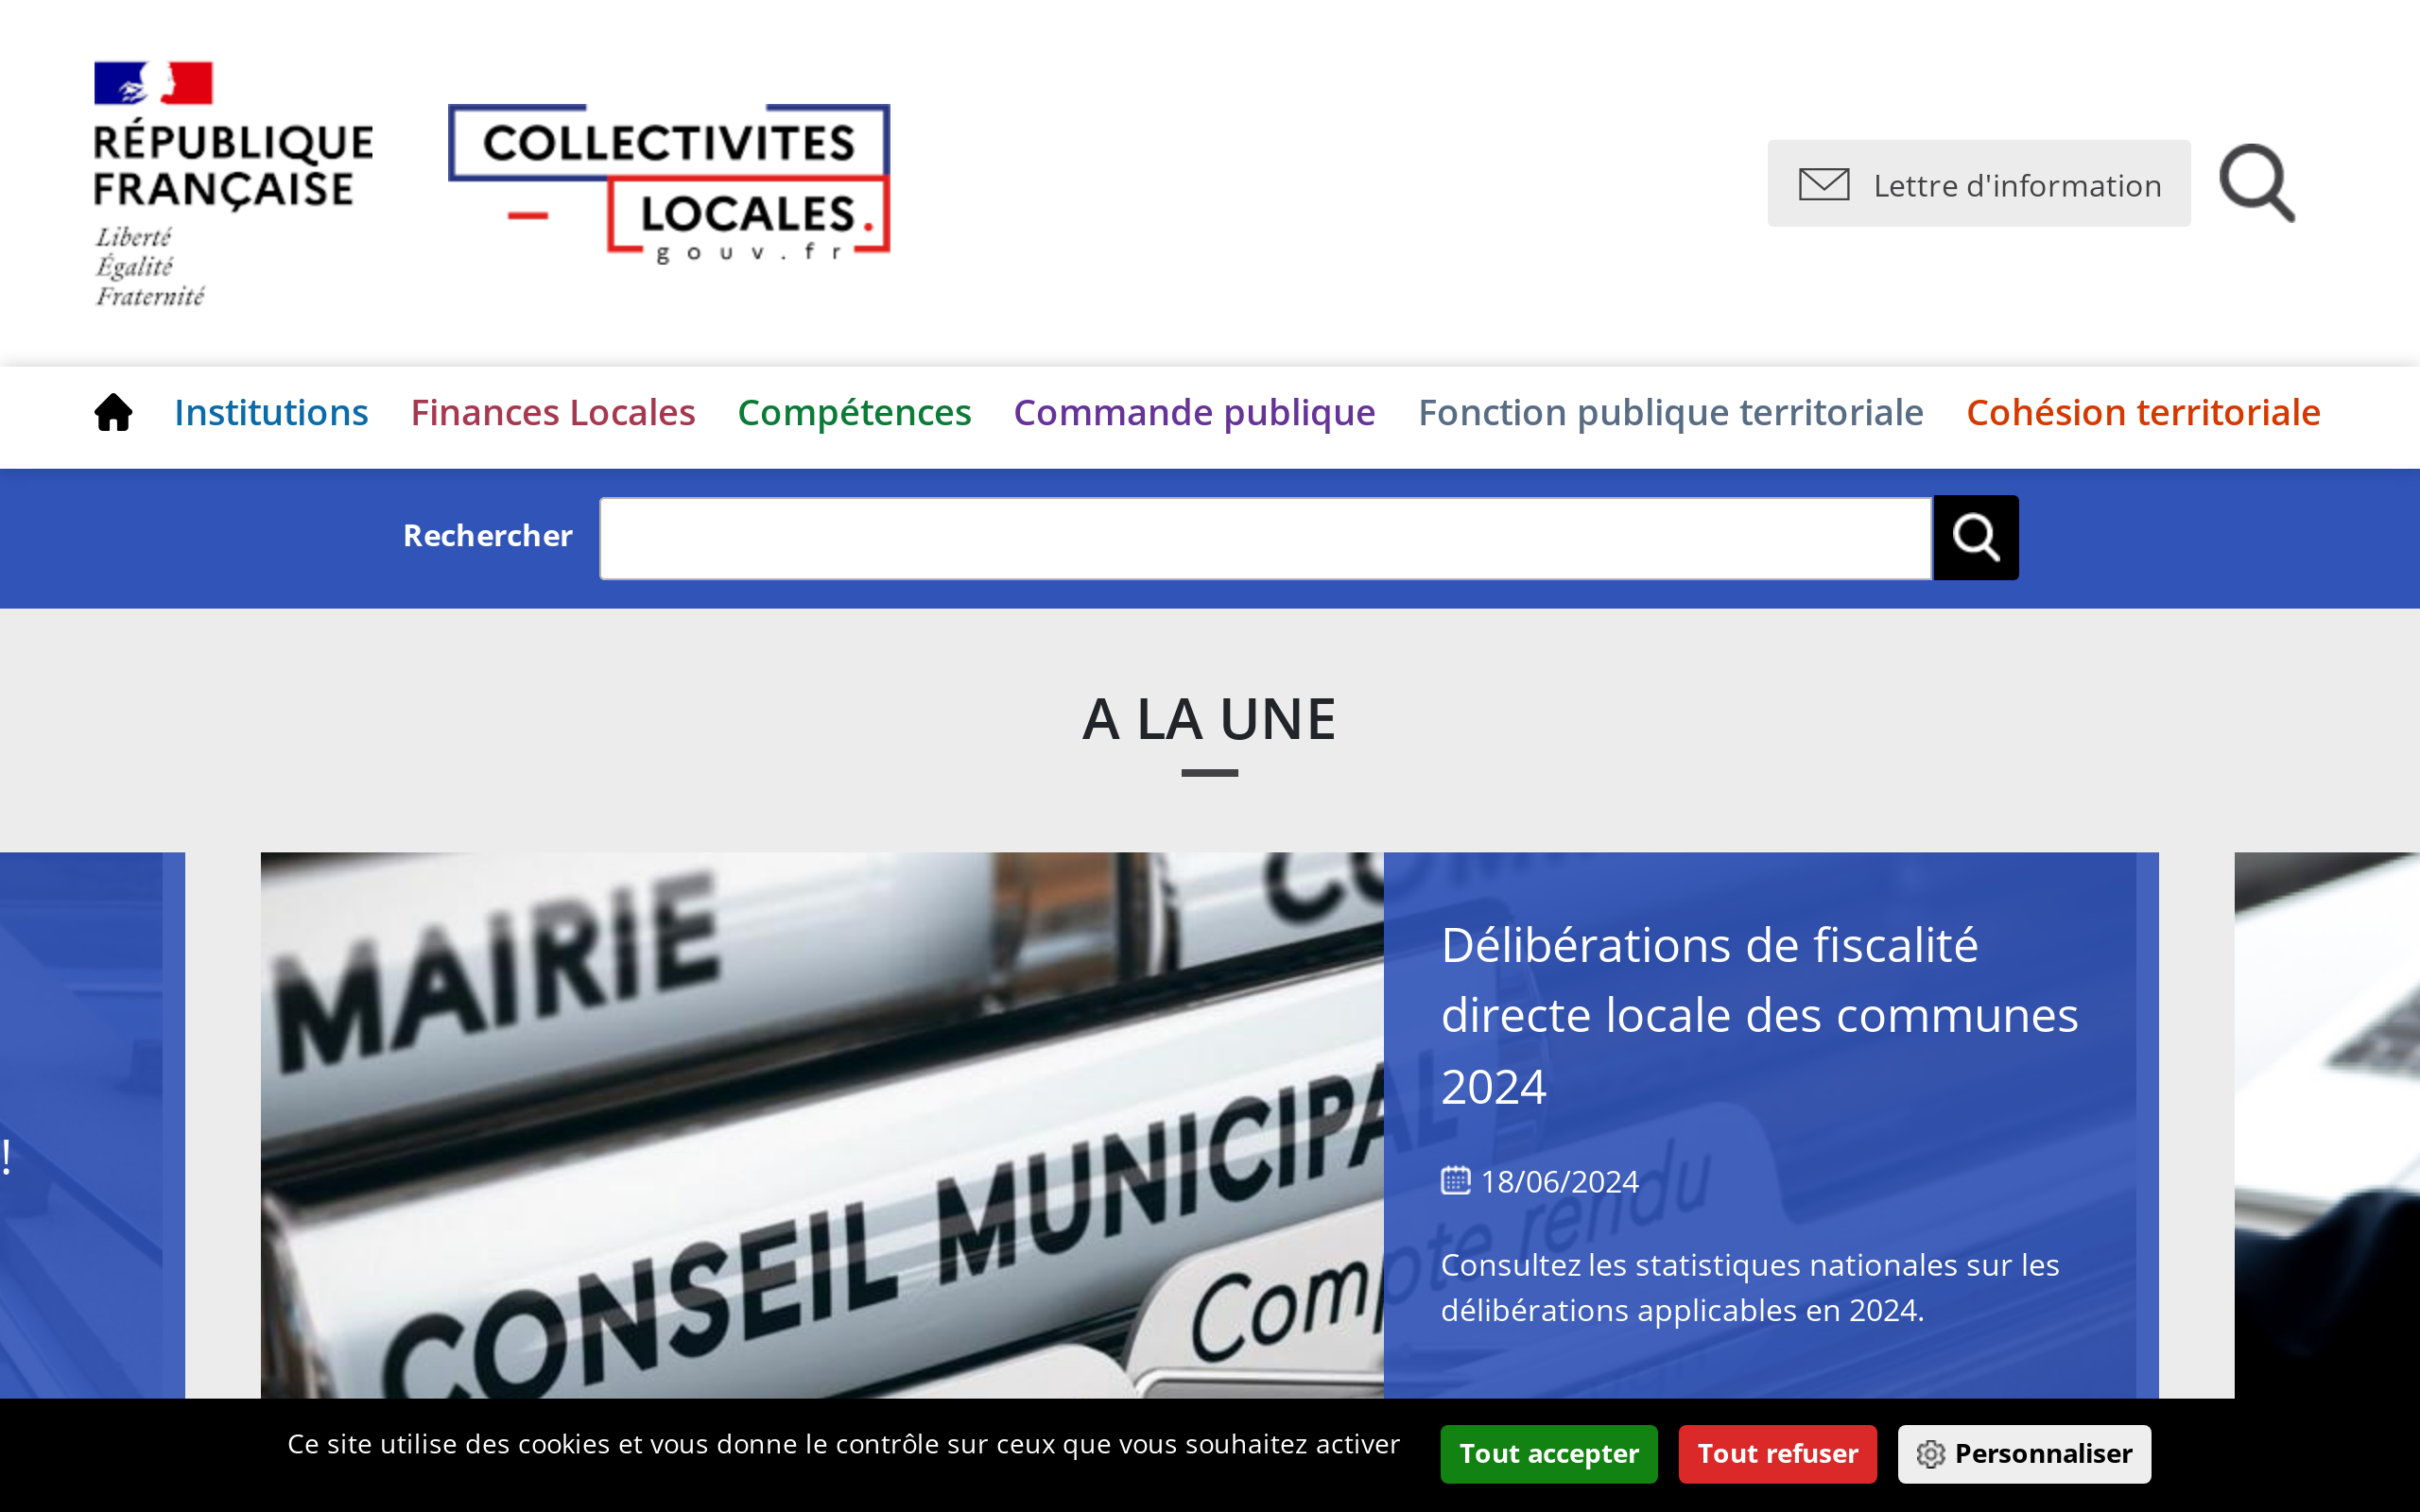 RÉPUBLIQUE
FRANÇAISE
Liberté
Égalité
Fraternité
COLLECTIVITES
LOCALES.
gouv.fr
Lettre d'information
Institutions Finances Locales Compétences Commande publique Fonction publique territoriale Cohésion territoriale
Rechercher
A LA UNE
!
MAIRIE
CONSEIL MUNICIPAL
Compte rendu
Délibérations de fiscalité
directe locale des communes
2024
18/06/2024
Consultez les statistiques nationales sur les
délibérations applicables en 2024.
Ce site utilise des cookies et vous donne le contrôle sur ceux que vous souhaitez activer
Tout accepter
Tout refuser
Personnaliser